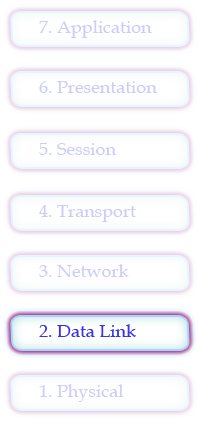 7. Application
6. Presentation
5. Session
4. Transport
3. Network
2. Data Link
1. Physical